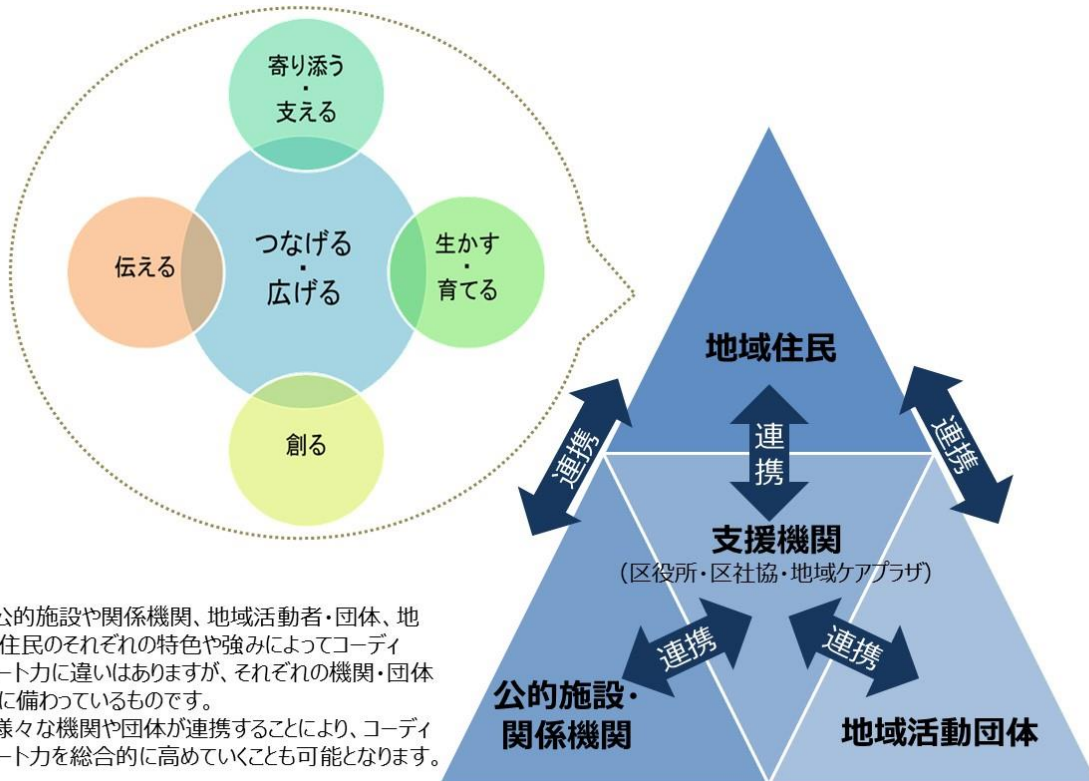 寄り添う
・
支える
伝える
つなげる
・
広げる
生かす
・
育てる
創る
地域住民
連携
連携
連携
支援機関
(区役所・区社協・地域ケアプラザ)
連携
連携
公的施設・
関係機関
地域活動団体
公的施設や関係機関、地域活動者・団体、地
住民のそれぞれの特色や強みによってコーディ
ート力に違いはありますが、それぞれの機関・団体
に備わっているものです。
様々な機関や団体が連携することにより、コーディ
ート力を総合的に高めていくことも可能となります。